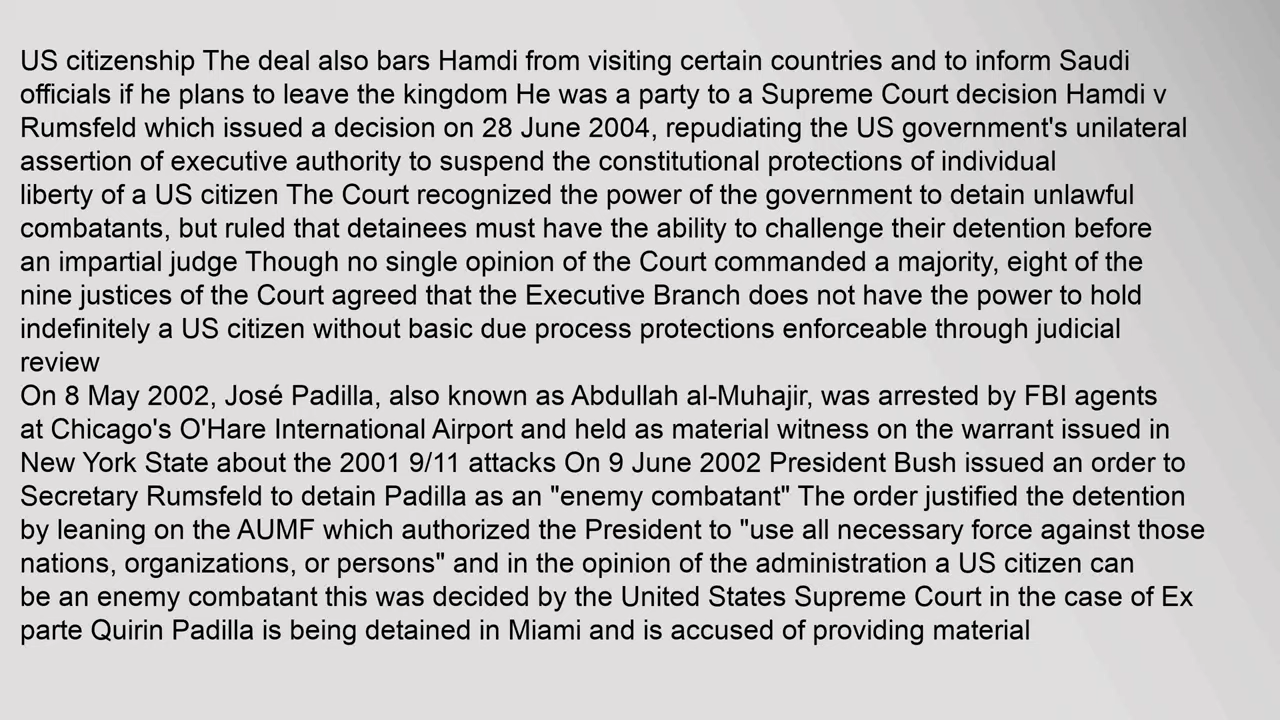 US citizenship The deal also bars Hamdi from visiting certain countries and to inform Saudi
officials if he plans to leave the kingdom He was a party to a Supreme Court decision Hamdi v
Rumsfeld which issued a decision on 28 June 2004, repudiating the US government's unilateral
assertion of executive authority to suspend the constitutional protections of individual
liberty of a US citizen The Court recognized the power of the government to detain unlawful
combatants, but ruled that detainees must have the ability to challenge their detention before
an impartial judge Though no single opinion of the Court commanded a majority, eight of the
nine justices of the Court agreed that the Executive Branch does not have the power to hold
indefinitely a US citizen without basic due process protections enforceable through judicial
review
On 8 May 2002, José Padilla, also known as Abdullah al-Muhajir, was arrested by FBI agents
at Chicago's O'Hare International Airport and held as material witness on the warrant issued in
New York State about the 2001 9/11 attacks On 9 June 2002 President Bush issued an order to
Secretary Rumsfeld to detain Padilla as an "enemy combatant" The order justified the detention
by leaning on the AUMF which authorized the President to "use all necessary force against those
nations, organizations, or persons" and in the opinion of the administration a US citizen can
be an enemy combatant this was decided by the United States Supreme Court in the case of Ex
parte Quirin Padilla is being detained in Miami and is accused of providing material